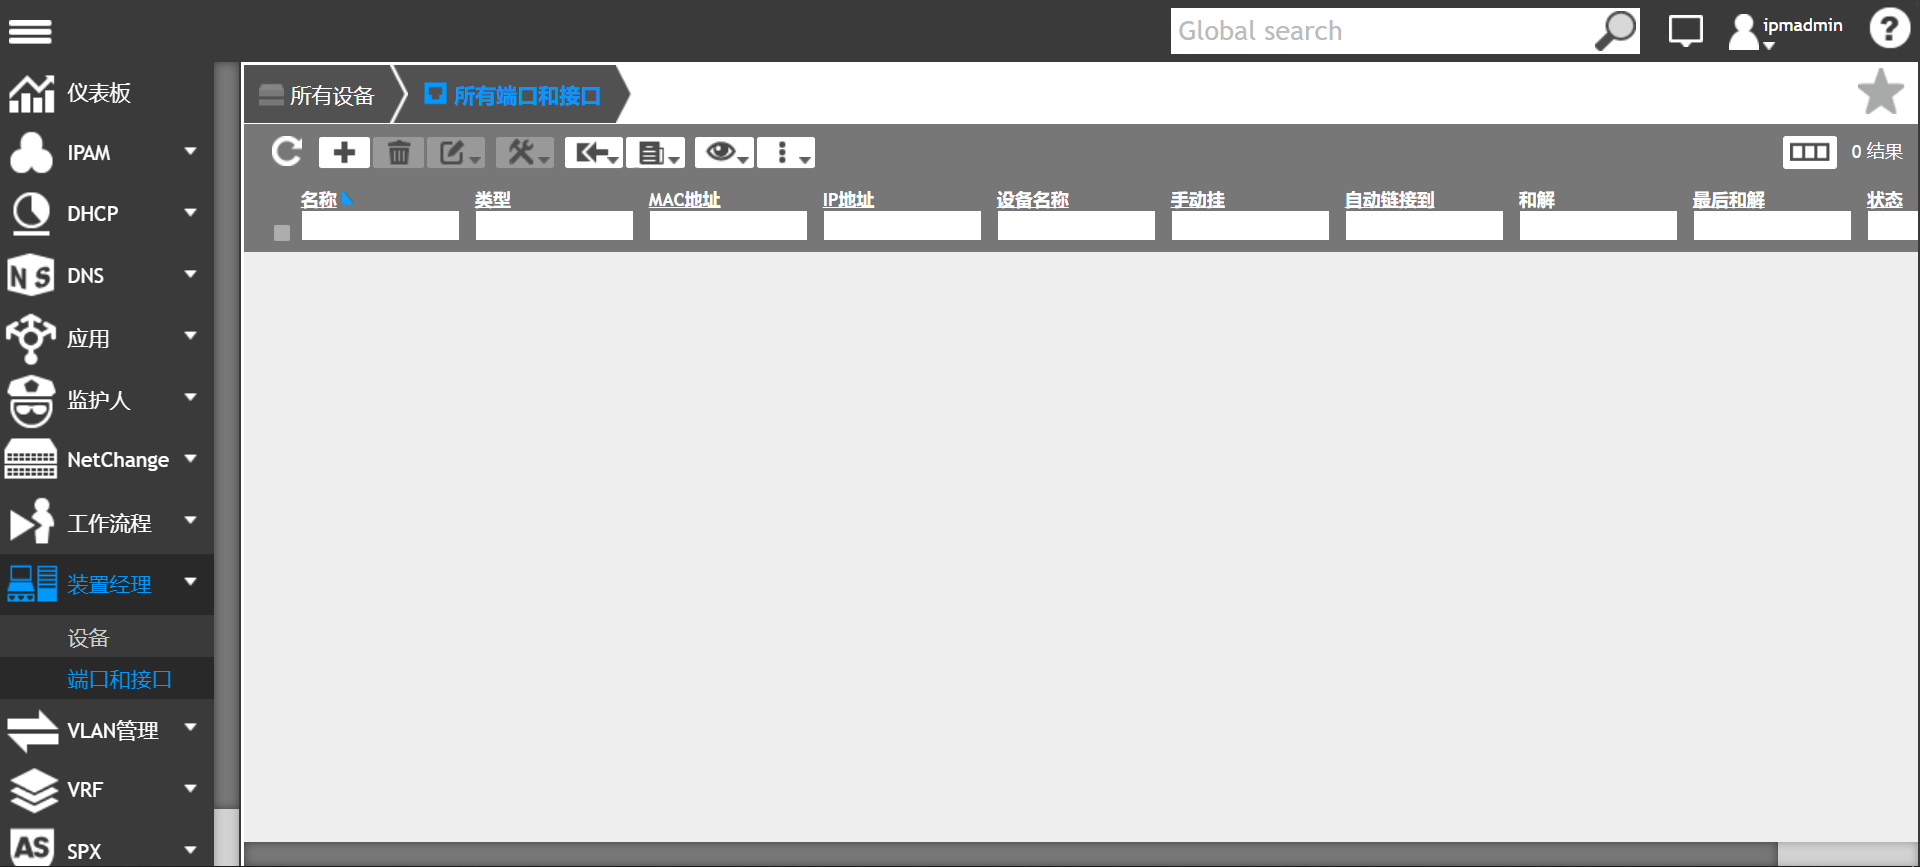 Global search
ipmadmin
?
仪表板
IPAM
DHCP
NS
DNS
应用
监护人
NetChange
工作流程
装置经理
设备
端口和接口
VLAN管理
VRF
AS
SPX
所有设备
所有端口和接口
0 结果
名称
类型
MAC地址
IP地址
设备名称
手动挂
自动链接到
和解
最后和解
状态